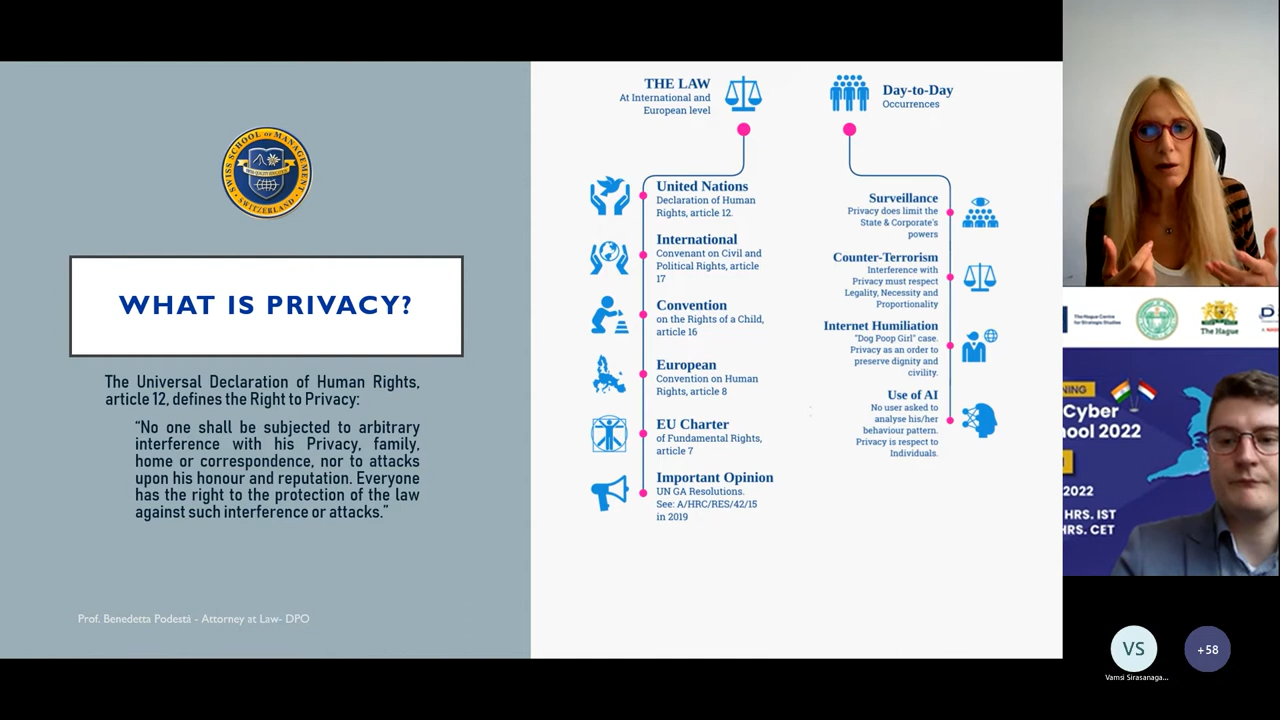 SWISS SCHOOL OF MANAGEMENT
SWITZERLAND
WHAT IS PRIVACY?
The Universal Declaration of Human Rights,
article 12, defines the Right to Privacy:
“No one shall be subjected to arbitrary
interference with his Privacy, family,
home or correspondence, nor to attacks
upon his honour and reputation. Everyone
has the right to the protection of the law
against such interference or attacks.”
Prof. Benedetta Podestà - Attorney at Law- DPO
THE LAW
At International and
European level
United Nations
Declaration of Human
Rights, article 12.
International
Convenant on Civil and
Political Rights, article
17
Convention
on the Rights of a Child,
article 16
European
Convention on Human
Rights, article 8
EU Charter
of Fundamental Rights,
article 7
Important Opinion
UN GA Resolutions.
See: A/HRC/RES/42/15
in 2019
Day-to-Day
Occurrences
Surveillance
Privacy does limit the
State & Corporate's
powers
Counter-Terrorism
Interference with
Privacy must respect
Legality, Necessity and
Proportionality
Internet Humiliation
"Dog Poop Girl" case.
Privacy as an order to
preserve dignity and
civility.
Use of AI
No user asked to
analyse his/her
behaviour pattern.
Privacy is respect to
Individuals.
The Hague Centre
for Strategic Studies
The Hague
NING
Cyber
ool 2022
2022
HRS. IST
HRS. CET
VS
+58
Vamsi Sirasanaga...